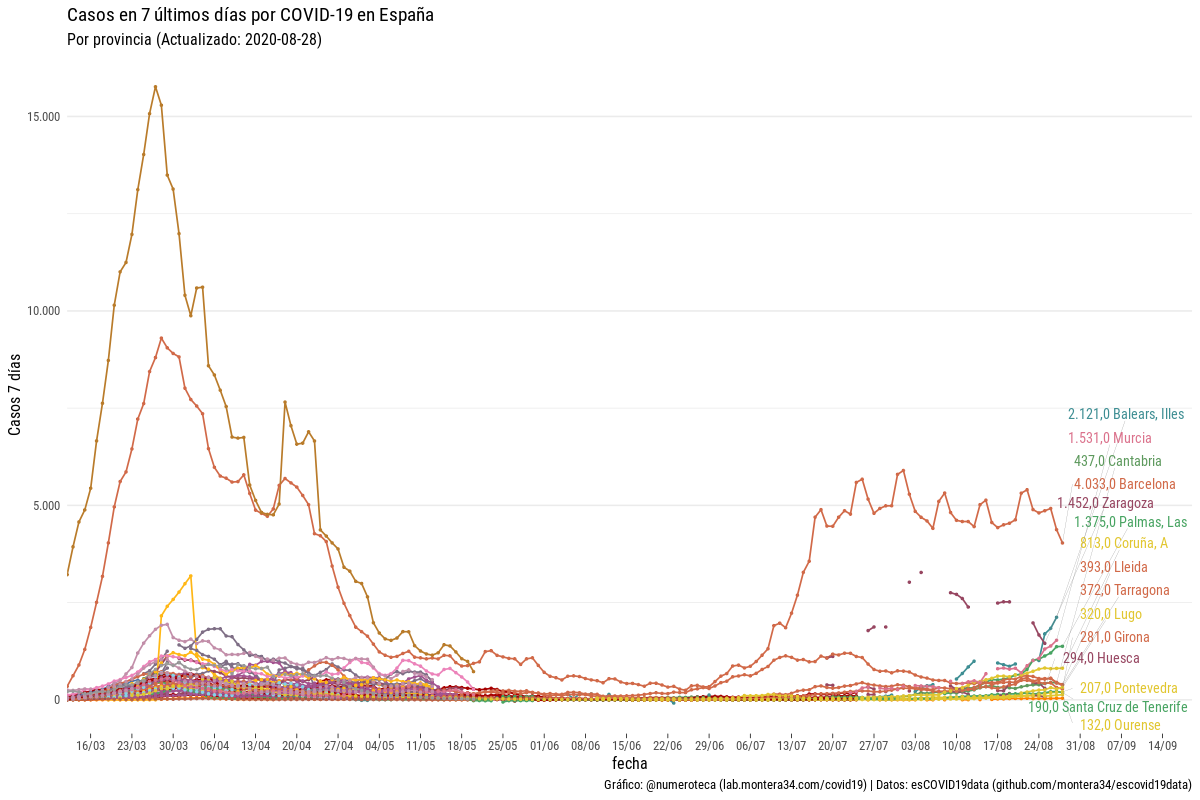 Casos en 7 últimos días por COVID-19 en España
Por provincia (Actualizado: 2020-08-28)
15.000
10.000
5.000
0
Casos 7 días
2.121,0 Balears, Illes
1.531,0 Murcia
437,0 Cantabria
4.033,0 Barcelona
1.452,0 Zaragoza
1.375,0 Palmas, Las
813,0 Coruña, A
393,0 Lleida
372,0 Tarragona
320,0 Lugo
281,0 Girona
294,0 Huesca
207,0 Pontevedra
190,0 Santa Cruz de Tenerife
132,0 Ourense
16/03 23/03 30/03 06/04 13/04 20/04 27/04 04/05 11/05 18/05 25/05 01/06 08/06 15/06 22/06 29/06 06/07 13/07 20/07 27/07 03/08 10/08 17/08 24/08 31/08 07/09 14/09
fecha
Gráfico: @numeroteca (lab.montera34.com/covid19) | Datos: esCOVID19data (github.com/montera34/escovid19data)